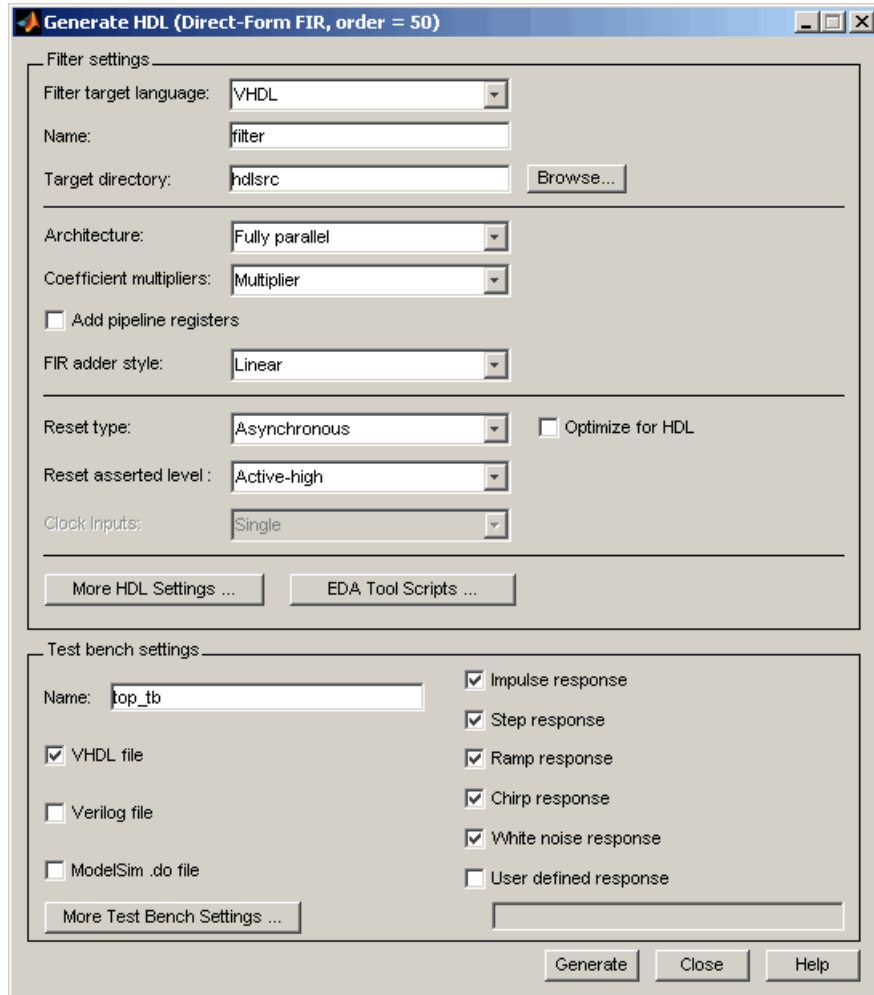 Generate HDL (Direct-Form FIR, order = 50)
Filter settings
Filter target language: VHDL
Name: filter
Target directory: hdlsrc Browse...
Architecture: Fully parallel
Coefficient multipliers: Multiplier
Add pipeline registers
FIR adder style: Linear
Reset type: Asynchronous Optimize for HDL
Reset asserted level : Active-high
Clock Inputs: Single
More HDL Settings ... EDA Tool Scripts ...
Test bench settings
Name: top_tb
VHDL file
Verilog file
ModelSim .do file
More Test Bench Settings ...
Impulse response
Step response
Ramp response
Chirp response
White noise response
User defined response
Generate Close Help